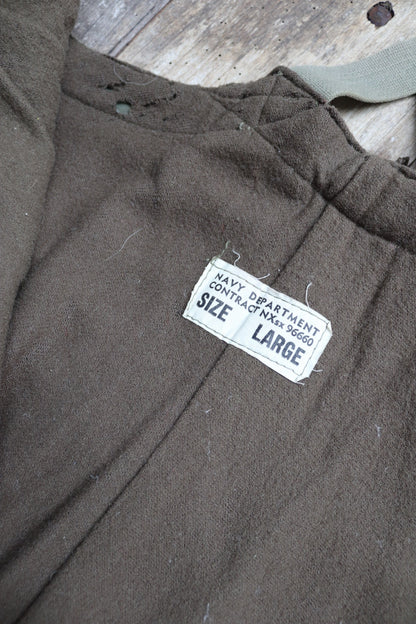 NAVY DEPARTMENT
CONTRACT NXsx 96660
SIZE LARGE